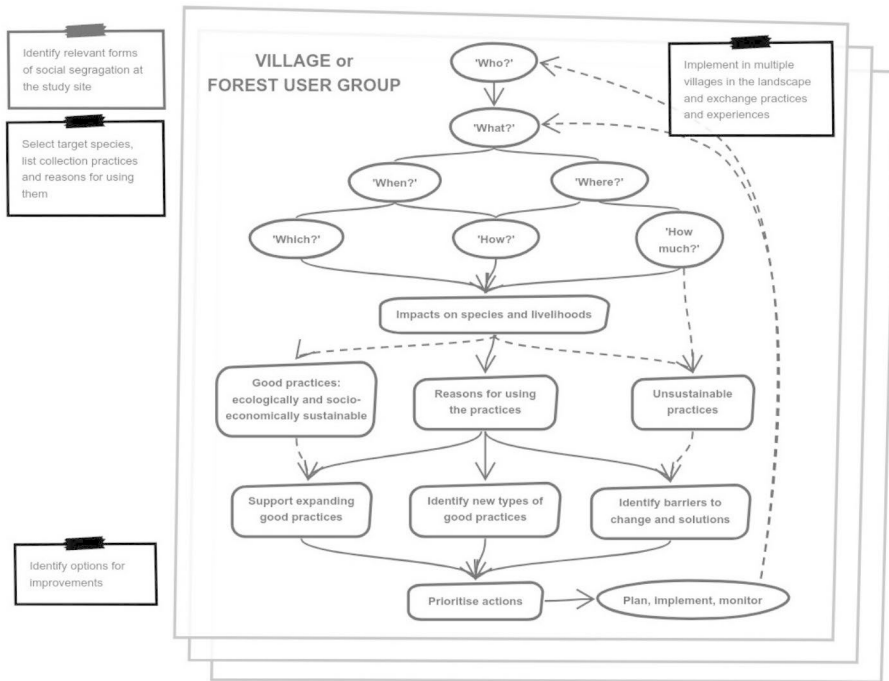 Identify relevant forms
of social segregation at
the study site
Select target species,
list collection practices
and reasons for using
them
Identify options for
improvements
VILLAGE or
FOREST USER GROUP
'Who?'
'What?'
'When?'
'Where?'
'Which?'
'How?'
'How
much?'
Impacts on species and livelihoods
Good practices:
ecologically and socio-
economically sustainable
Reasons for using
the practices
Unsustainable
practices
Support expanding
good practices
Identify new types of
good practices
Identify barriers to
change and solutions
Prioritise actions
Plan, implement, monitor
Implement in multiple
villages in the landscape
and exchange practices
and experiences